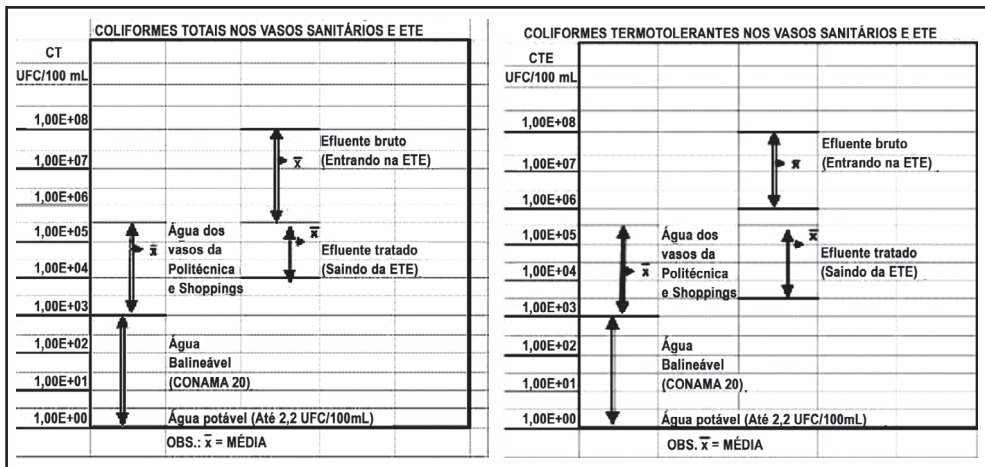 COLIFORMES TOTAIS NOS VASOS SANITÁRIOS E ETE
CT
UFC/100 mL
1,00E+08
1,00E+07
1,00E+06
1,00E+05
1,00E+04
1,00E+03
1,00E+02
1,00E+01
1,00E+00
Efluente bruto
(Entrando na ETE)
x̅
Água dos
vasos da
Politécnica
e Shoppings
x̅
x̅
Efluente tratado
(Saindo da ETE)
Água
Balineável
(CONAMA 20)
Água potável (Até 2,2 UFC/100mL)
OBS.: x̅ = MÉDIA
COLIFORMES TERMOTOLERANTES NOS VASOS SANITÁRIOS E ETE
CTE
UFC/100 mL
1,00E+08
1,00E+07
1,00E+06
1,00E+05
1,00E+04
1,00E+03
1,00E+02
1,00E+01
1,00E+00
Efluente bruto
(Entrando na ETE)
x̅
Água dos
vasos da
Politécnica
e Shoppings
x̅
x̅
Efluente tratado
(Saindo da ETE)
Água
Balineável
(CONAMA 20)
Água potável (Até 2,2 UFC/100mL)
OBS. x̅ = MÉDIA